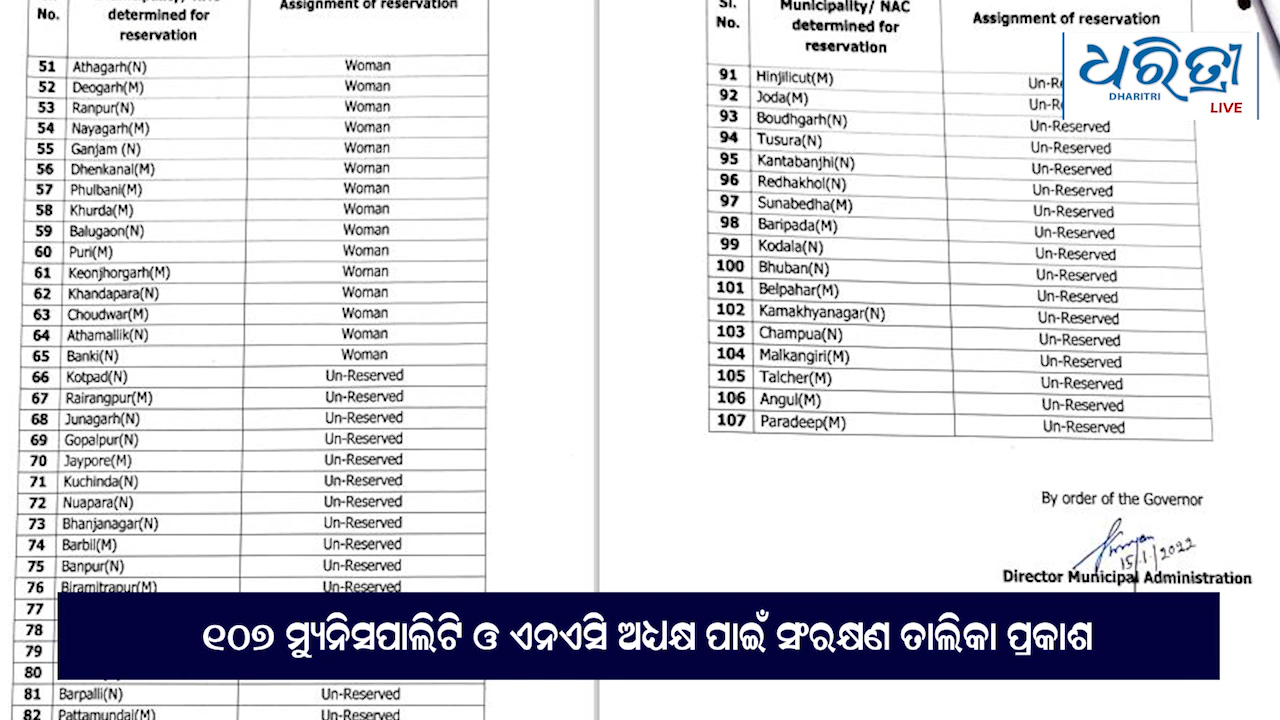 No.
Municipality/ NAC
determined for
reservation
Assignment of reservation
51 Athagarh(N) Woman
52 Deogarh(M) Woman
53 Ranpur(N) Woman
54 Nayagarh(M) Woman
55 Ganjam (N) Woman
56 Dhenkanal(M) Woman
57 Phulbani(M) Woman
58 Khurda(M) Woman
59 Balugaon(N) Woman
60 Puri(M) Woman
61 Keonjhorgarh(M) Woman
62 Khandapara(N) Woman
63 Choudwar(M) Woman
64 Athamallik(N) Woman
65 Banki(N) Woman
66 Kotpad(N) Un-Reserved
67 Rairangpur(M) Un-Reserved
68 Junagarh(N) Un-Reserved
69 Gopalpur(N) Un-Reserved
70 Jaypore(M) Un-Reserved
71 Kuchinda(N) Un-Reserved
72 Nuapara(N) Un-Reserved
73 Bhanjanagar(N) Un-Reserved
74 Barbil(M) Un-Reserved
75 Banpur(N) Un-Reserved
76 Biramitrapur(M) Un-Reserved
77
78
79
80
81 Barpalli(N) Un-Reserved
82 Pattamundai(M) Un-Reserved
Sl.
No.
Municipality/ NAC
determined for
reservation
Assignment of reservation
91 Hinjilicut(M) Un-Re
92 Joda(M) Un-R
93 Boudhgarh(N) Un-Reserved
94 Tusura(N) Un-Reserved
95 Kantabanjhi(N) Un-Reserved
96 Redhakhol(N) Un-Reserved
97 Sunabedha(M) Un-Reserved
98 Baripada(M) Un-Reserved
99 Kodala(N) Un-Reserved
100 Bhuban(N) Un-Reserved
101 Belpahar(M) Un-Reserved
102 Kamakhyanagar(N) Un-Reserved
103 Champua(N) Un-Reserved
104 Malkangiri(M) Un-Reserved
105 Talcher(M) Un-Reserved
106 Angul(M) Un-Reserved
107 Paradeep(M) Un-Reserved
By order of the Governor
15/1/2022
Director Municipal Administration
ଧରିତ୍ରୀ
DHARITRI
LIVE
୧୦୭ ମ୍ୟୁନିସପାଲିଟି ଓ ଏନଏସି ଅଧ୍ୟକ୍ଷ ପାଇଁ ସଂରକ୍ଷଣ ତାଲିକା ପ୍ରକାଶ